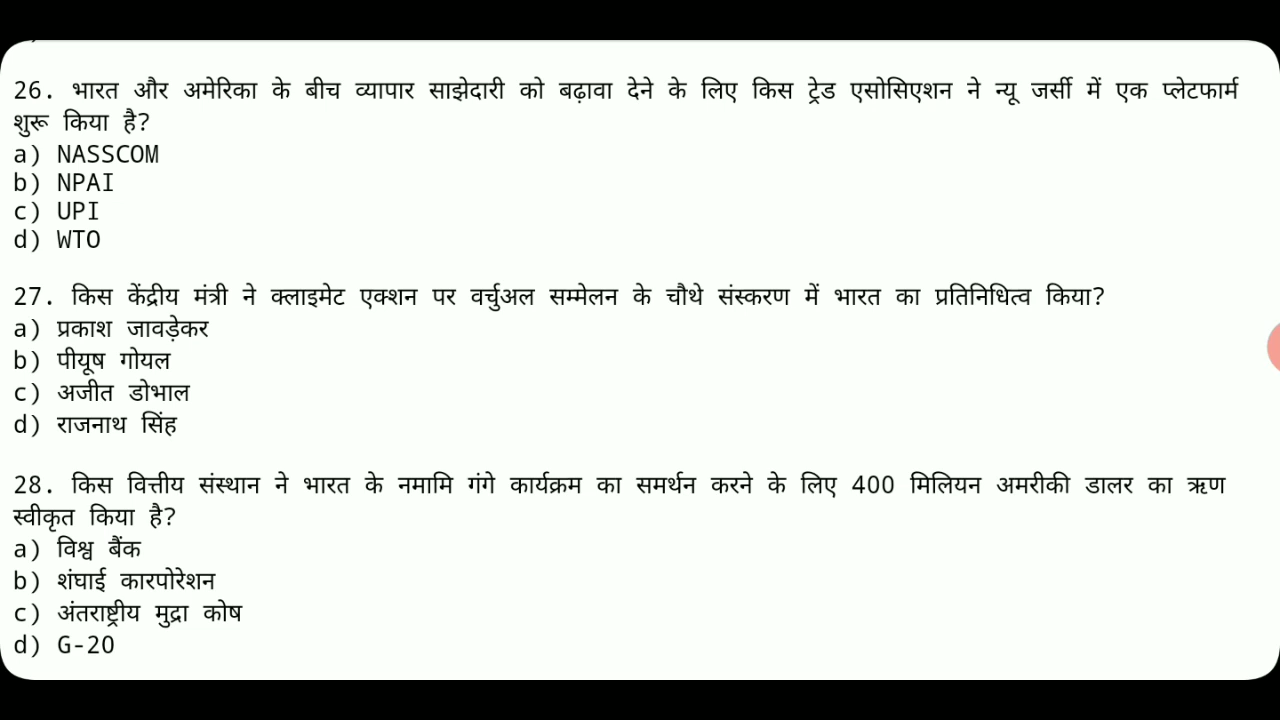 26. भारत और अमेरिका के बीच व्यापार साझेदारी को बढ़ावा देने के लिए किस ट्रेड एसोसिएशन ने न्यू जर्सी में एक प्लेटफार्म
शुरू किया है?
a) NASSCOM
b) NPAI
c) UPI
d) WTO
27. किस केंद्रीय मंत्री ने क्लाइमेट एक्शन पर वर्चुअल सम्मेलन के चौथे संस्करण में भारत का प्रतिनिधित्व किया?
a) प्रकाश जावड़ेकर
b) पीयूष गोयल
c) अजीत डोभाल
d) राजनाथ सिंह
28. किस वित्तीय संस्थान ने भारत के नमामि गंगे कार्यक्रम का समर्थन करने के लिए 400 मिलियन अमरीकी डालर का ऋण
स्वीकृत किया है?
a) विश्व बैंक
b) शंघाई कारपोरेशन
c) अंतराष्ट्रीय मुद्रा कोष
d) G-20